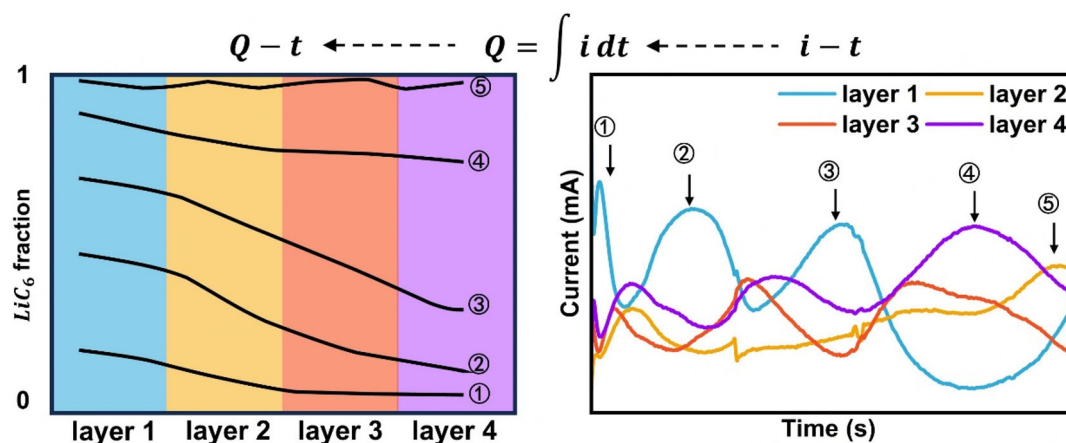 Q − t ← Q = ∫ i dt ← i − t
1
0
LiC₆ fraction
⑤
④
③
②
①
layer 1 layer 2 layer 3 layer 4
layer 1 layer 2
layer 3 layer 4
①
②
③
④
⑤
Current (mA)
Time (s)